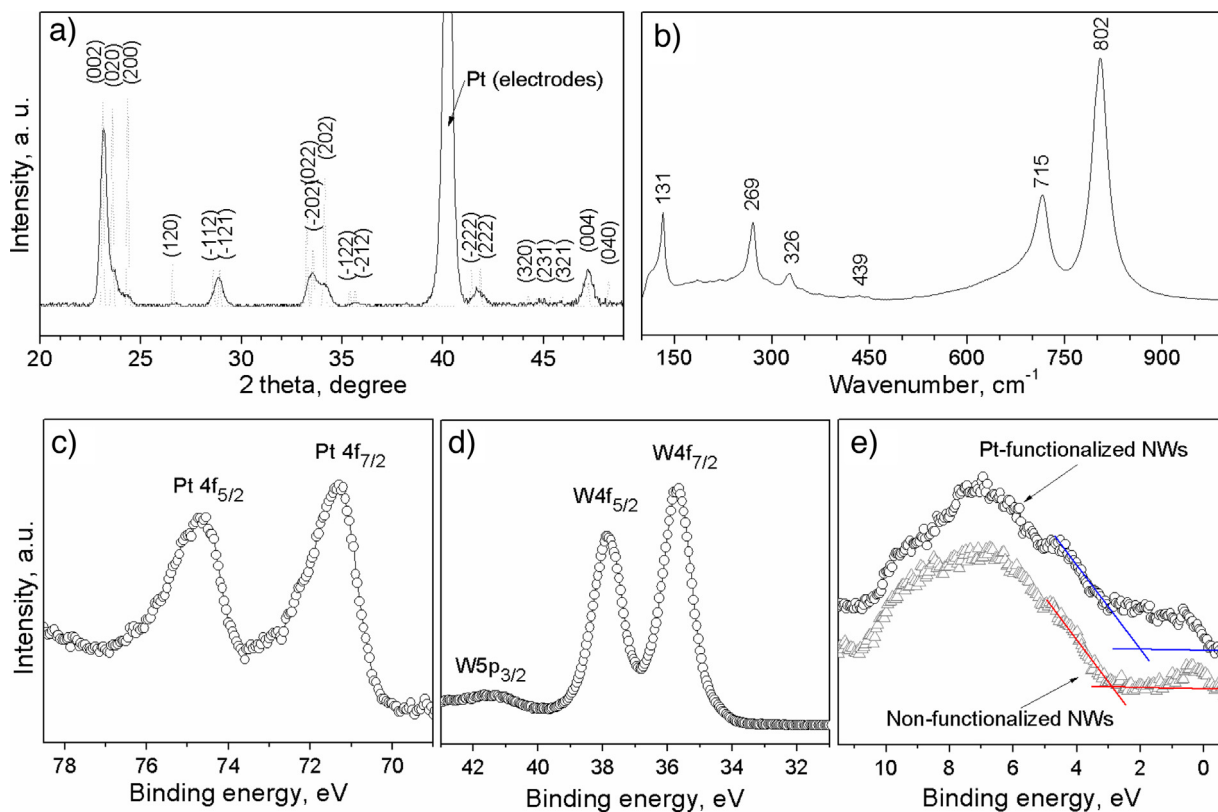 a)
(002)
(020)
(200)
(120)
(-112)
(-121)
(-202)
(022)
(202)
(-122)
(-212)
Pt (electrodes)
(-222)
(222)
(320)
(231)
(321)
(004)
(040)
Intensity, a. u.
20 25 30 35 40 45
2 theta, degree
b)
131
269
326
439
715
802
150 300 450 600 750 900
Wavenumber, cm⁻¹
c)
Pt 4f5/2
Pt 4f7/2
Intensity, a.u.
78 76 74 72 70
Binding energy, eV
d)
W5p3/2
W4f5/2
W4f7/2
42 40 38 36 34 32
Binding energy, eV
e)
Pt-functionalized NWs
Non-functionalized NWs
10 8 6 4 2 0
Binding energy, eV